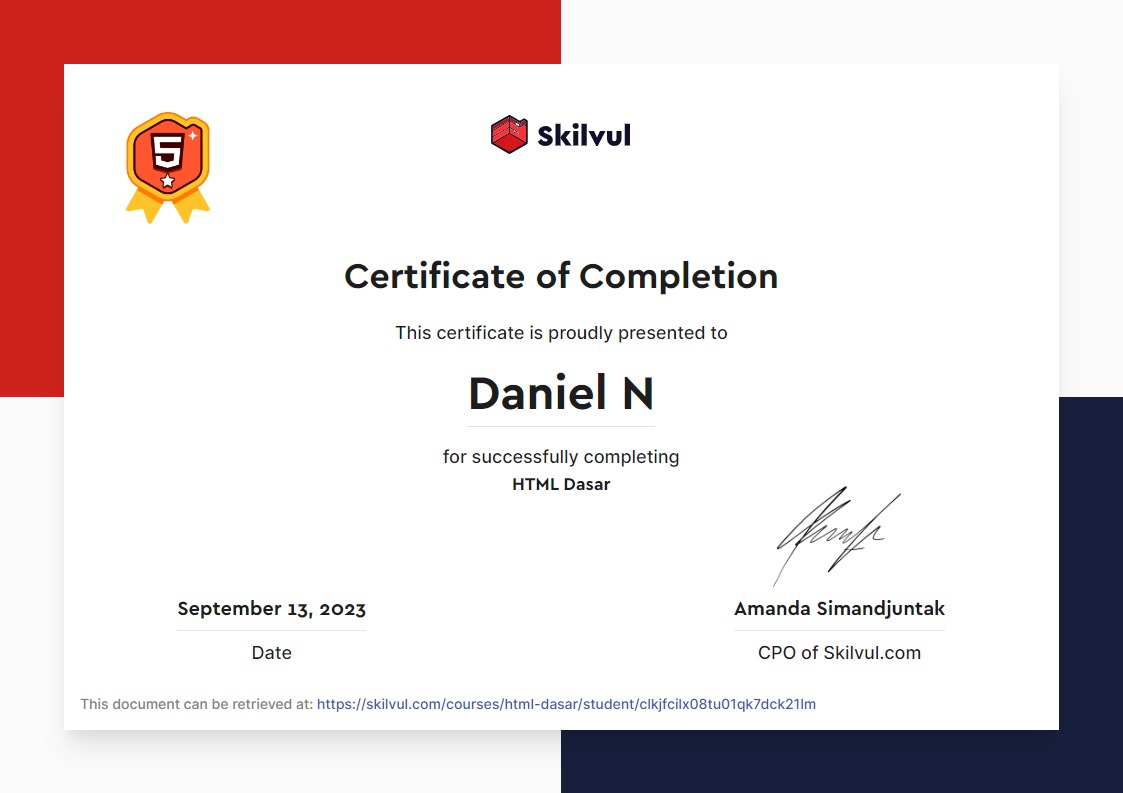 Skilvul
Certificate of Completion
This certificate is proudly presented to
Daniel N
for successfully completing
HTML Dasar
September 13, 2023
Date
Amanda Simandjuntak
CPO of Skilvul.com
This document can be retrieved at: https://skilvul.com/courses/html-dasar/student/clkjfcilx08tu01qk7dck21lm